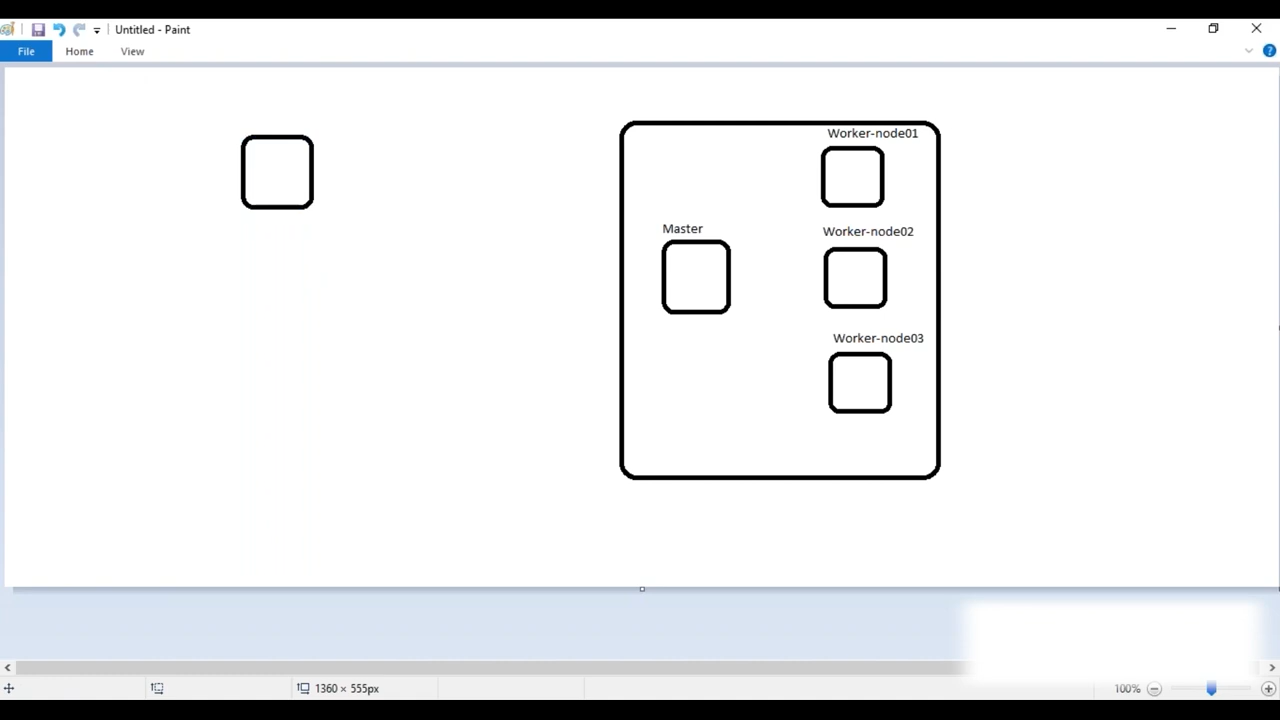 Untitled - Paint
File Home View
Worker-node01
Master
Worker-node02
Worker-node03
1360 × 555px
100%